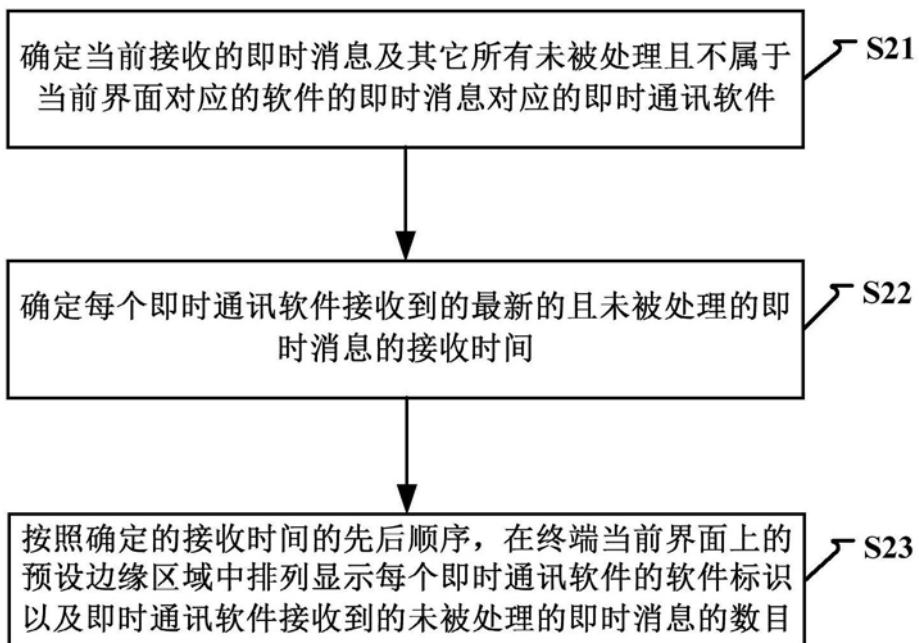 确定当前接收的即时消息及其它所有未被处理且不属于
当前界面对应的软件的即时消息对应的即时通讯软件
S21
确定每个即时通讯软件接收到的最新的且未被处理的即
时消息的接收时间
S22
按照确定的接收时间的先后顺序，在终端当前界面上的
预设边缘区域中排列显示每个即时通讯软件的软件标识
以及即时通讯软件接收到的未被处理的即时消息的数目
S23